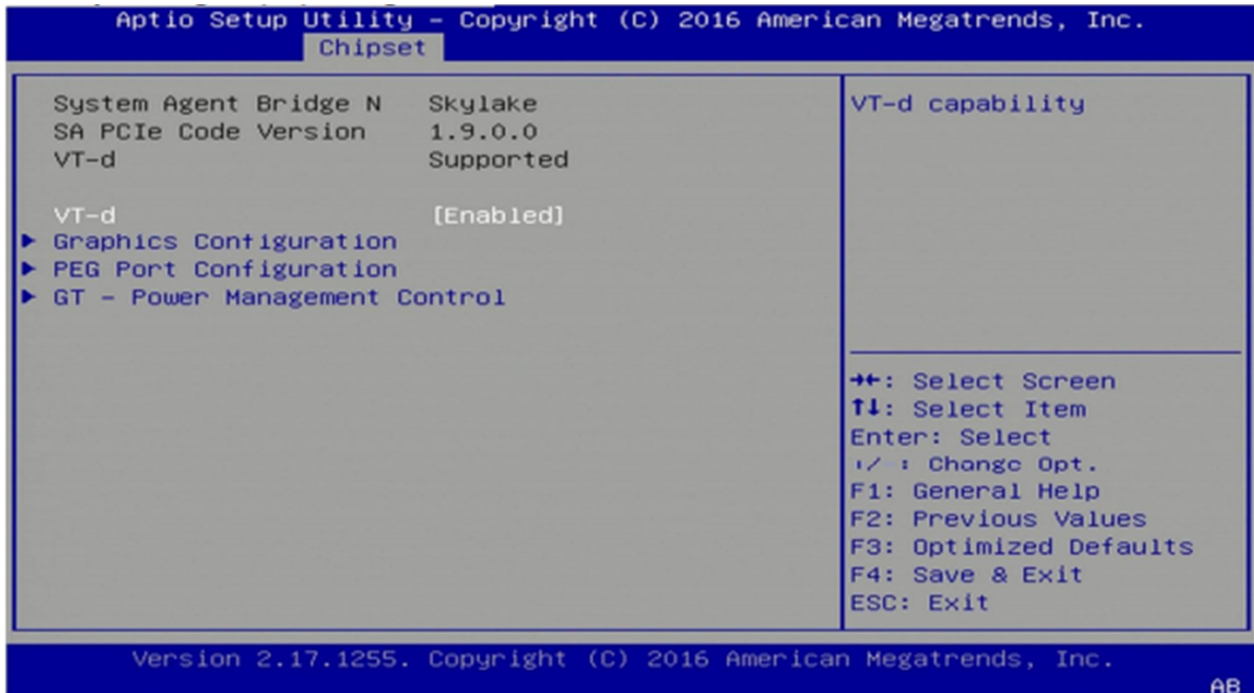 Aptio Setup Utility – Copyright (C) 2016 American Megatrends, Inc.
Chipset
System Agent Bridge N Skylake
SA PCIe Code Version 1.9.0.0
VT-d Supported
VT-d [Enabled]
▶ Graphics Configuration
▶ PEG Port Configuration
▶ GT – Power Management Control
VT-d capability
→←: Select Screen
↑↓: Select Item
Enter: Select
+/-: Change Opt.
F1: General Help
F2: Previous Values
F3: Optimized Defaults
F4: Save & Exit
ESC: Exit
Version 2.17.1255. Copyright (C) 2016 American Megatrends, Inc.
AB